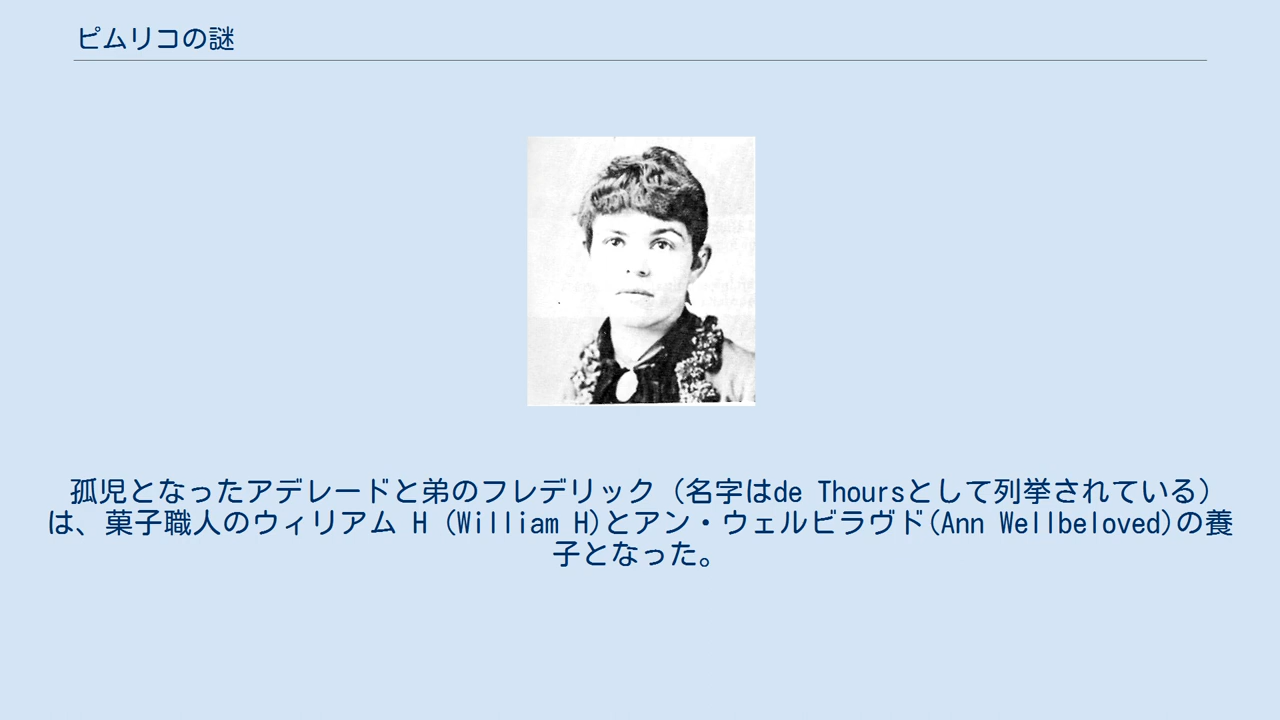 ピムリコの謎
孤児となったアデレードと弟のフレデリック（名字はde Thoursとして列挙されている）
は、菓子職人のウィリアム H (William H)とアン・ウェルビラヴド(Ann Wellbeloved)の養
子となった。